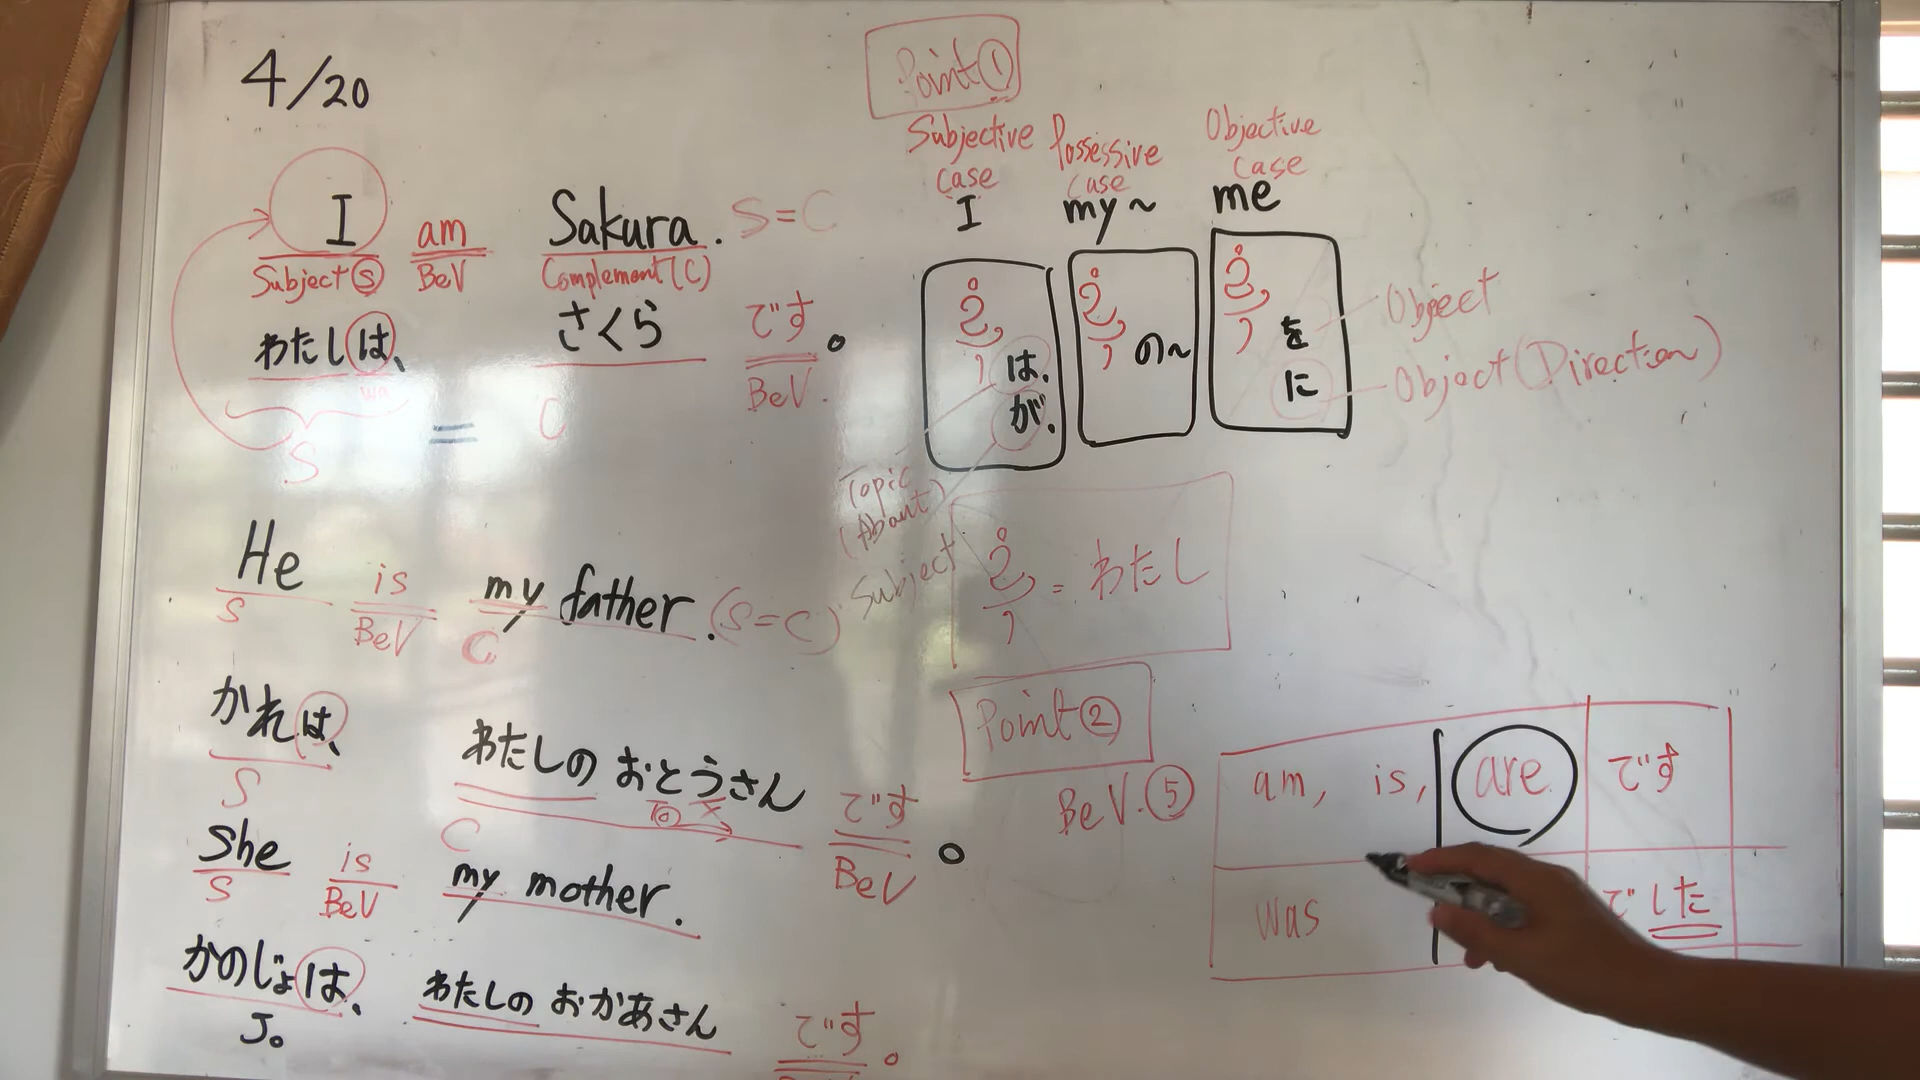 4/20
I am Sakura. S=C
Subject Ⓢ BeV Complement (C)
わたしは、 さくら です。
wa
S = C BeV.
He is my father. (S=C)
S BeV C
かれは、 わたしの おとうさん です。
S C BeV
She is my mother.
S BeV
かのじょは、 わたしの おかあさん です。
Jo
Point ①
Subjective case Possessive case Objective case
I my~ me
は、 の~ を Object
が、 に Object (Direction)
Topic
(About)
Subject
= わたし
Point ②
BeV. ⑤
am, is, are です
was でした